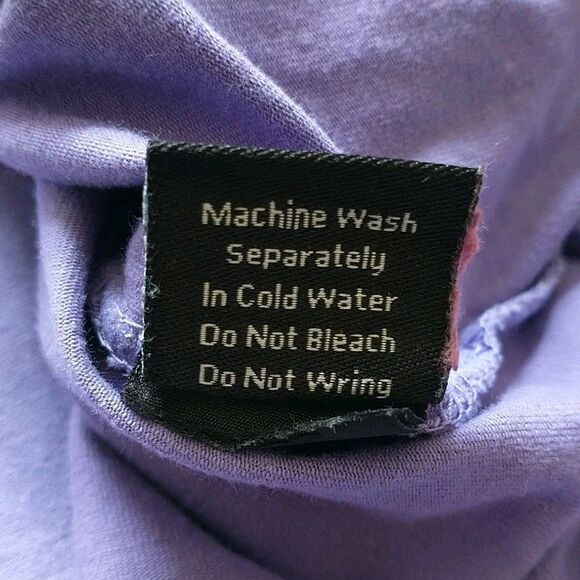 Machine Wash
Separately
In Cold Water
Do Not Bleach
Do Not Wring